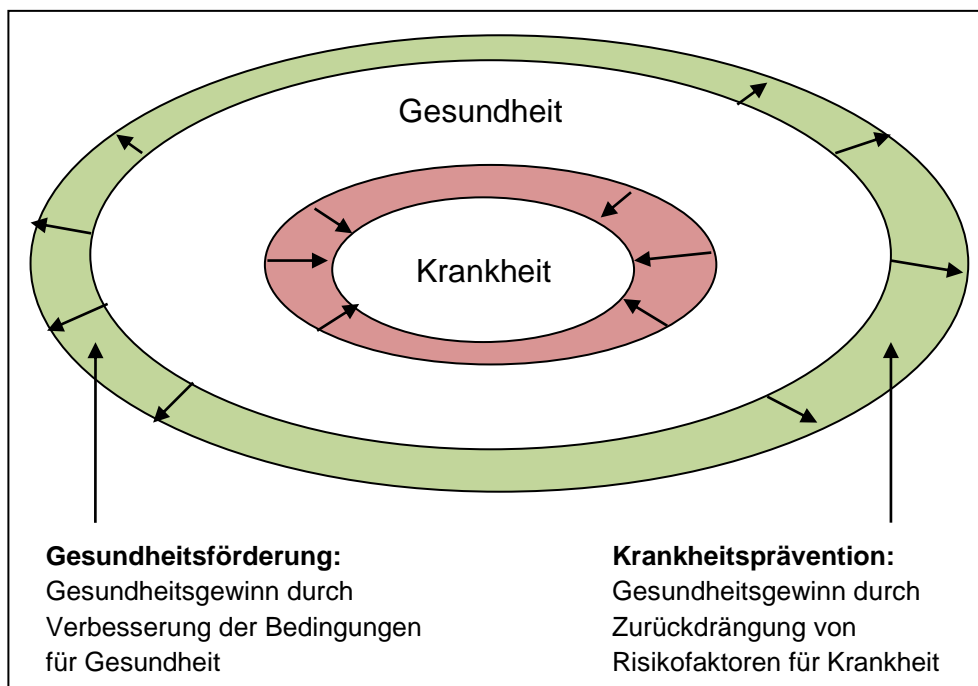 Gesundheit
Krankheit
Gesundheitsförderung:
Gesundheitsgewinn durch
Verbesserung der Bedingungen
für Gesundheit
Krankheitsprävention:
Gesundheitsgewinn durch
Zurückdrängung von
Risikofaktoren für Krankheit